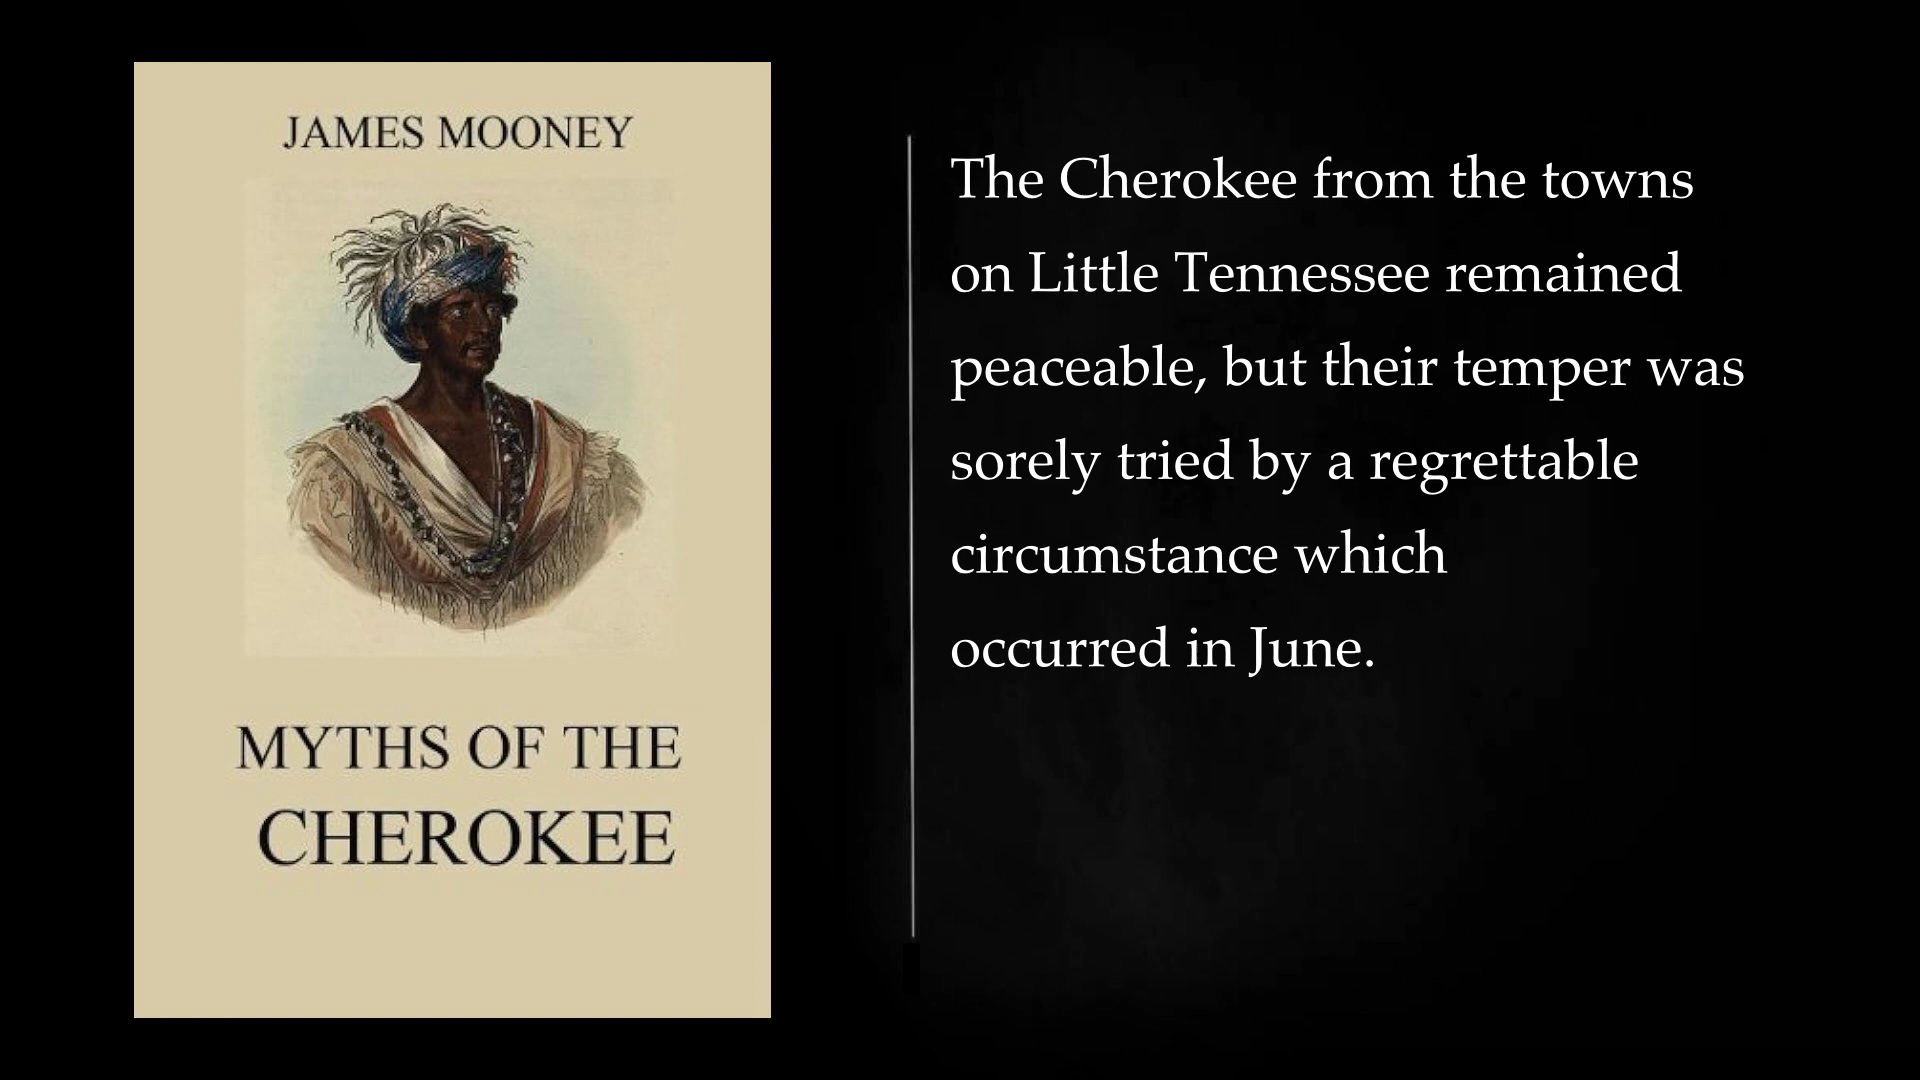 JAMES MOONEY
MYTHS OF THE
CHEROKEE
The Cherokee from the towns
on Little Tennessee remained
peaceable, but their temper was
sorely tried by a regrettable
circumstance which
occurred in June.